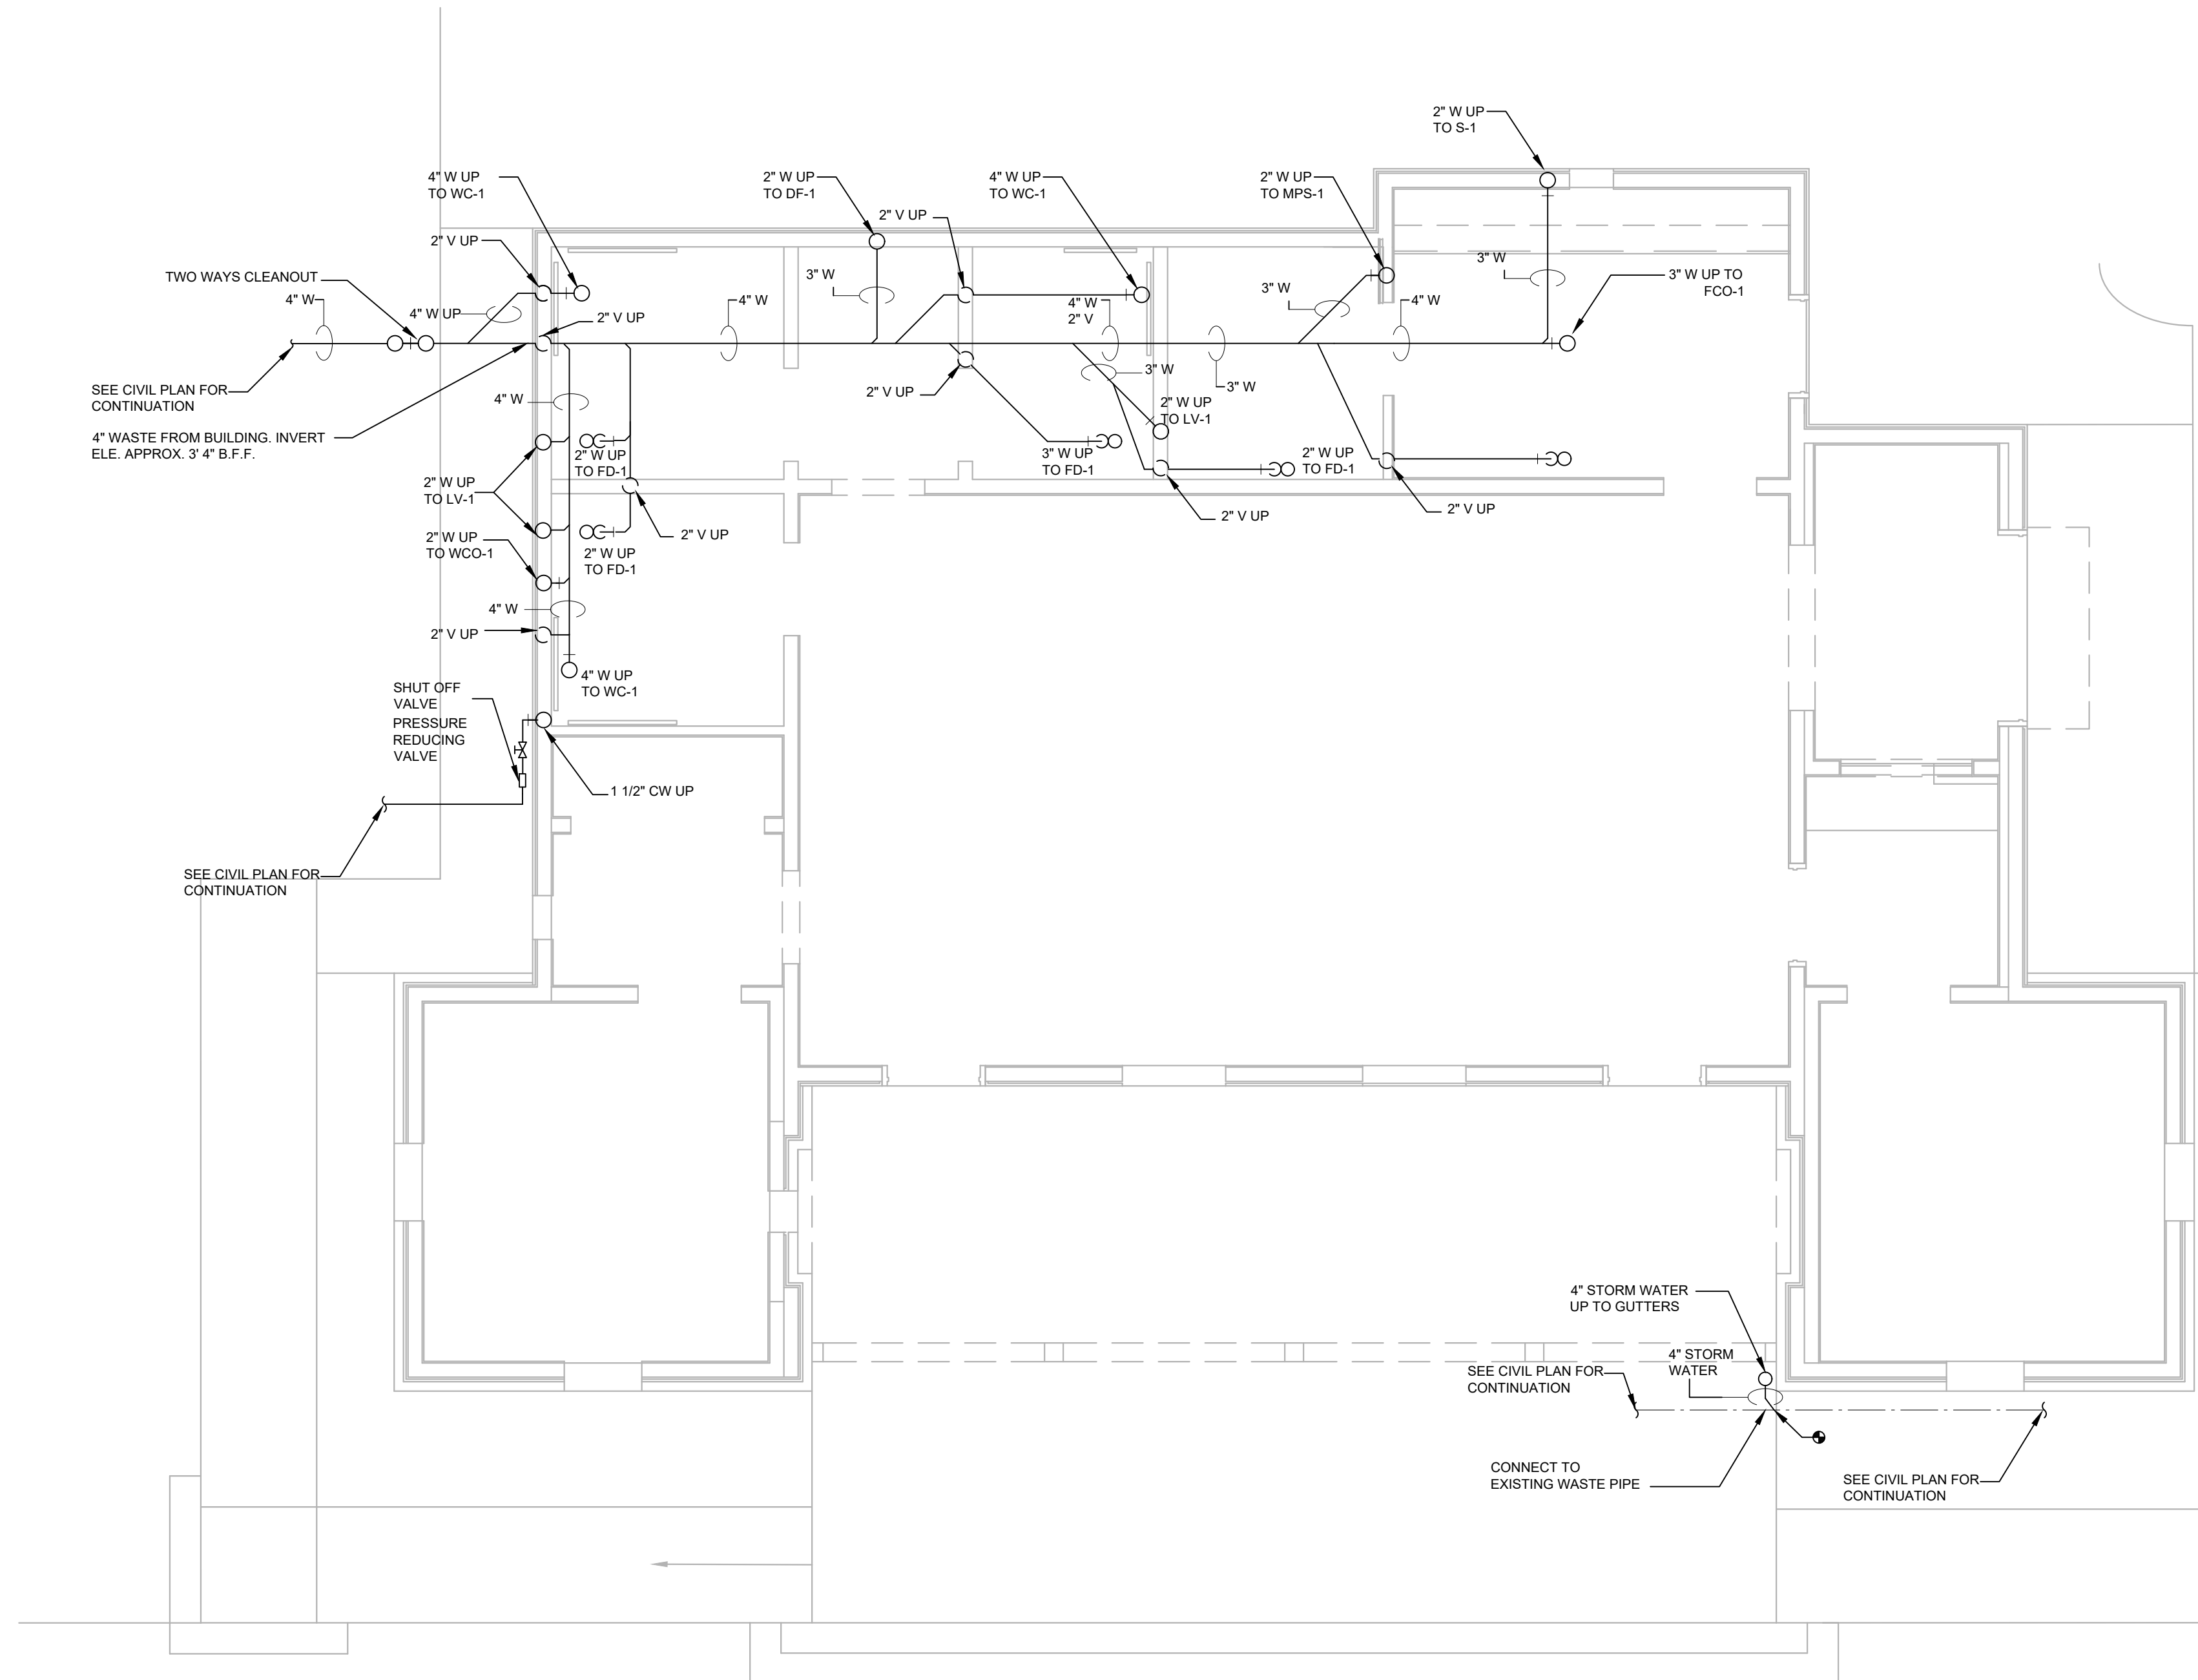 2" W UP
TO S-1
4" W UP
TO WC-1
2" W UP
TO DF-1
4" W UP
TO WC-1
2" W UP
TO MPS-1
2" V UP
2" V UP
TWO WAYS CLEANOUT
4" W
4" W UP
2" V UP
4" W
3" W
4" W
2" V
3" W
4" W
3" W
3" W UP TO
FCO-1
SEE CIVIL PLAN FOR
CONTINUATION
4" W
2" V UP
3" W
3" W
2" W UP
TO LV-1
4" WASTE FROM BUILDING. INVERT
ELE. APPROX. 3' 4" B.F.F.
2" W UP
TO FD-1
3" W UP
TO FD-1
2" W UP
TO FD-1
2" W UP
TO LV-1
2" V UP
2" V UP
2" V UP
2" W UP
TO WCO-1
2" W UP
TO FD-1
4" W
2" V UP
4" W UP
TO WC-1
SHUT OFF
VALVE
PRESSURE
REDUCING
VALVE
1 1/2" CW UP
SEE CIVIL PLAN FOR
CONTINUATION
4" STORM WATER
UP TO GUTTERS
4" STORM
WATER
SEE CIVIL PLAN FOR
CONTINUATION
CONNECT TO
EXISTING WASTE PIPE
SEE CIVIL PLAN FOR
CONTINUATION